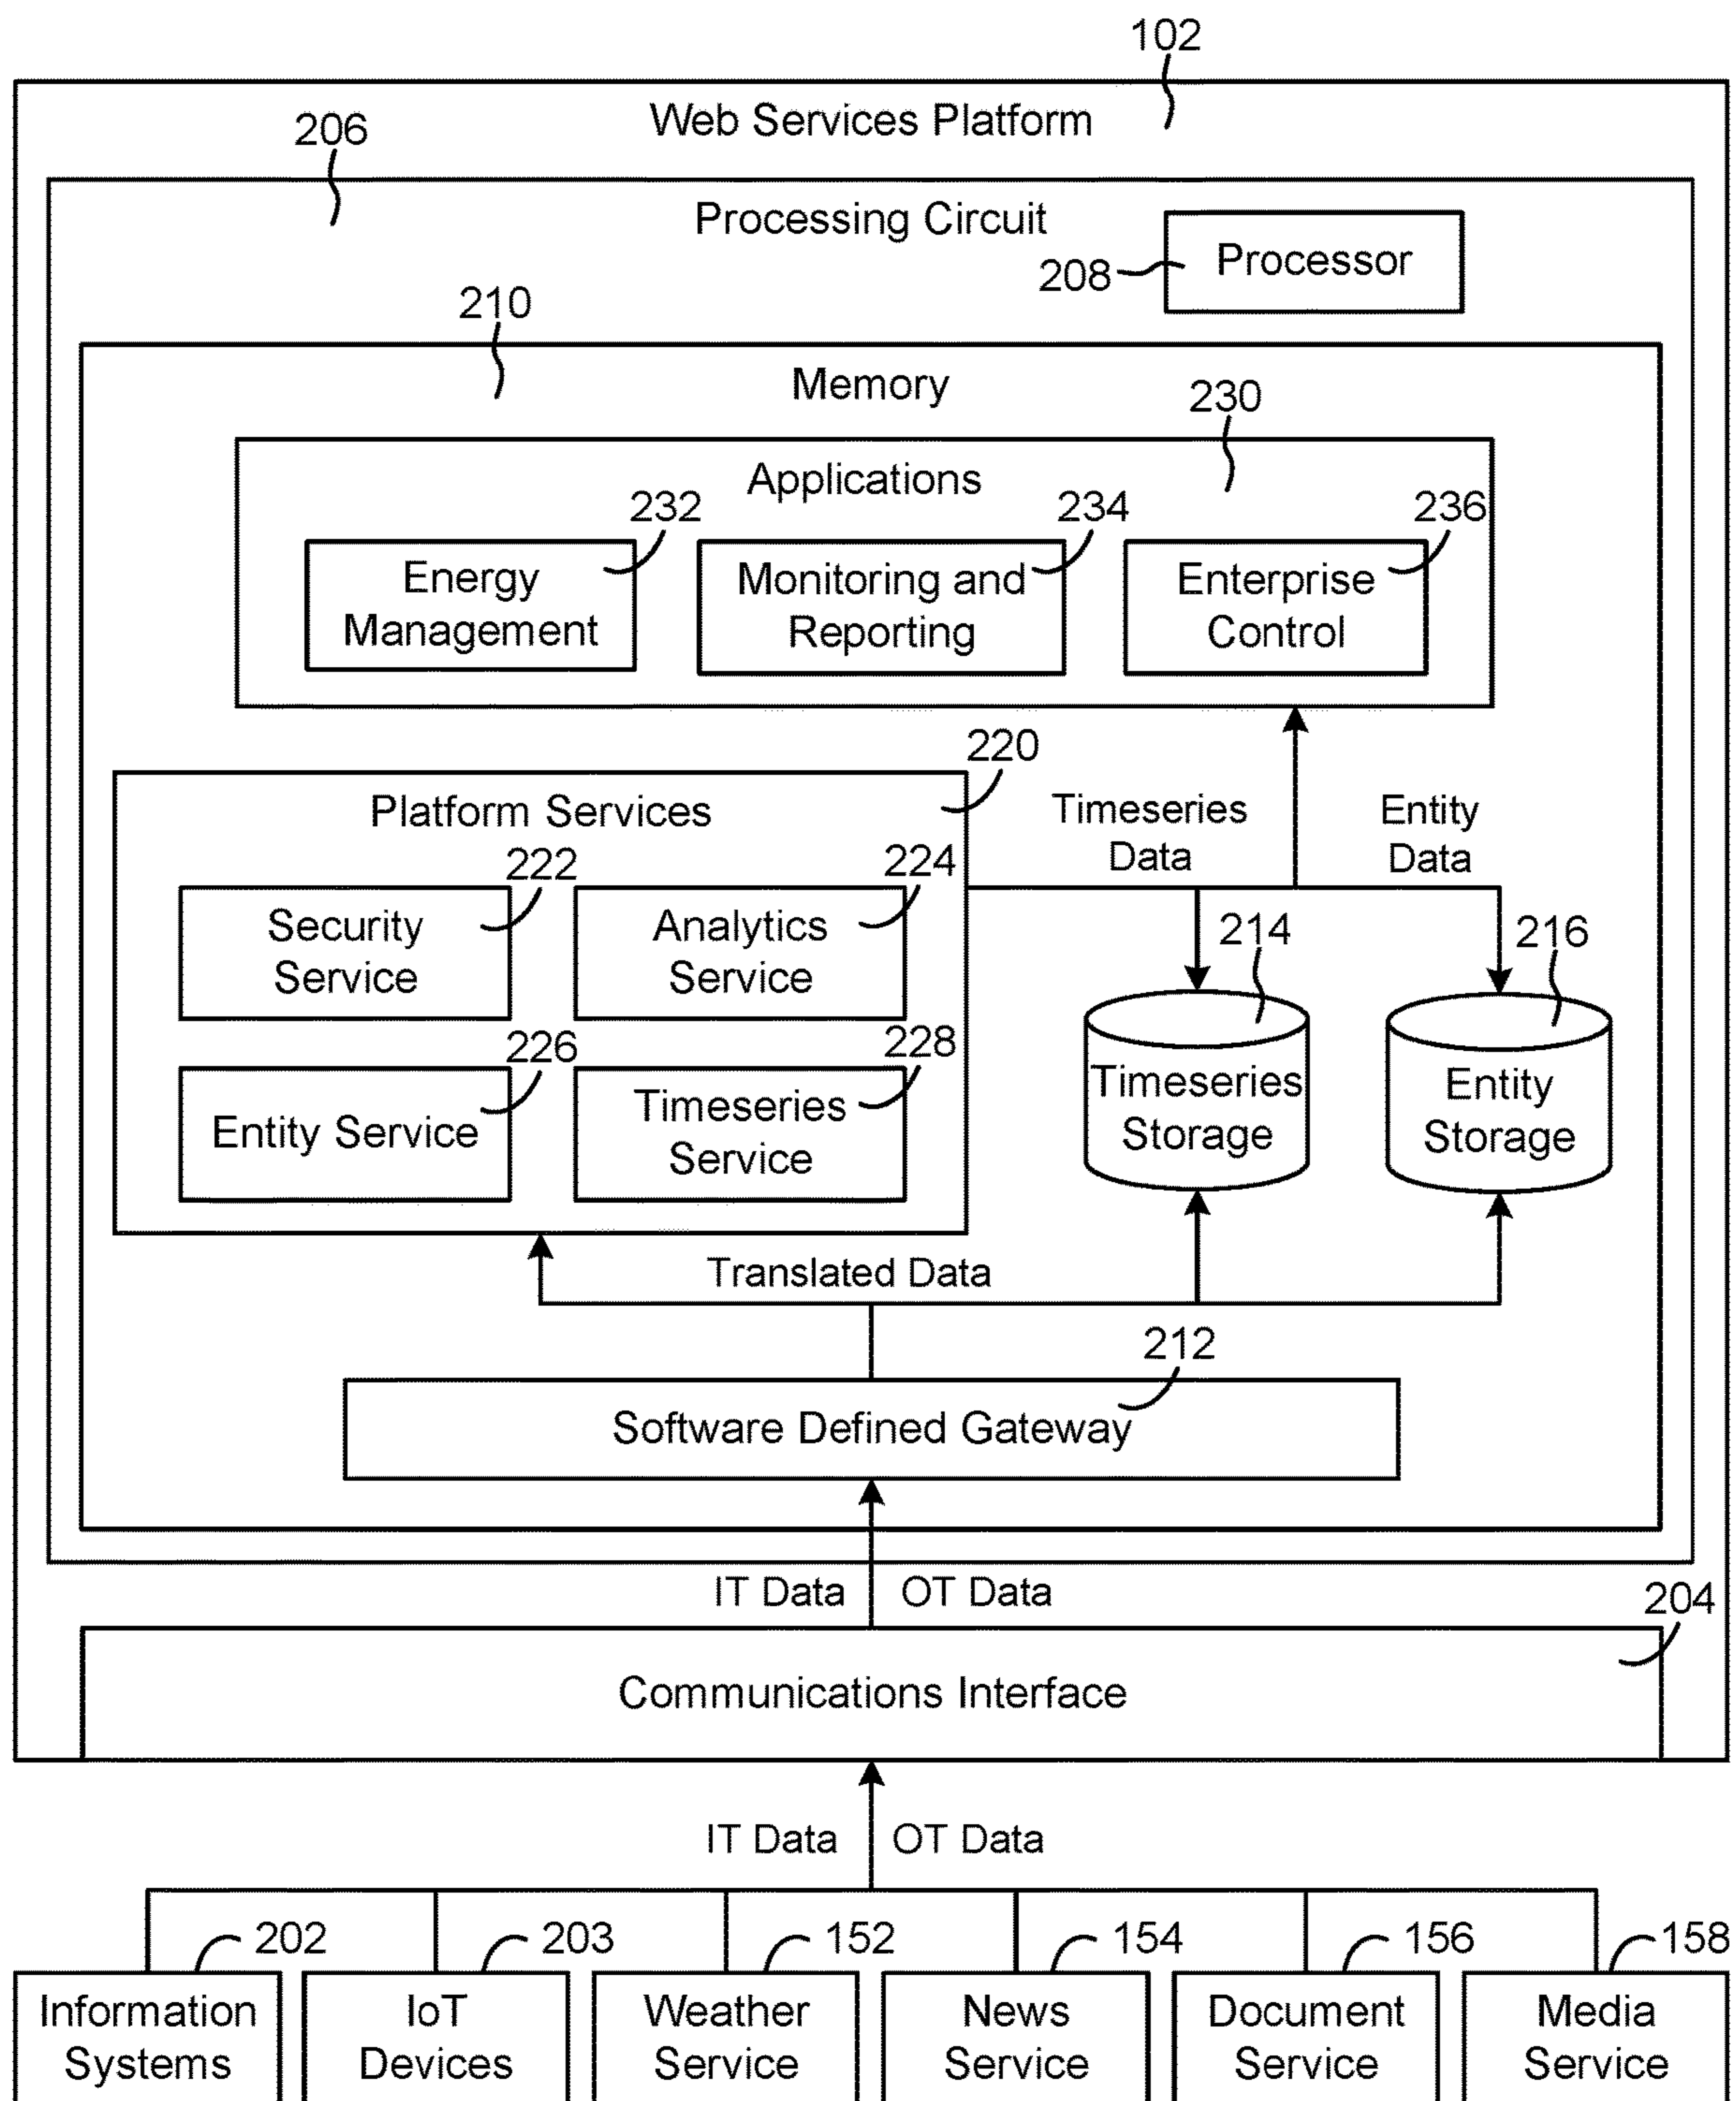 102
Web Services Platform
206
Processing Circuit
Processor
208
210
Memory
230
Applications
232
234
236
Energy
Management
Monitoring and
Reporting
Enterprise
Control
220
Platform Services
Timeseries
Data
Entity
Data
222
224
Security
Service
Analytics
Service
214
216
226
228
Entity Service
Timeseries
Service
Timeseries
Storage
Entity
Storage
Translated Data
212
Software Defined Gateway
IT Data
OT Data
204
Communications Interface
IT Data
OT Data
202
203
152
154
156
158
Information
Systems
IoT
Devices
Weather
Service
News
Service
Document
Service
Media
Service